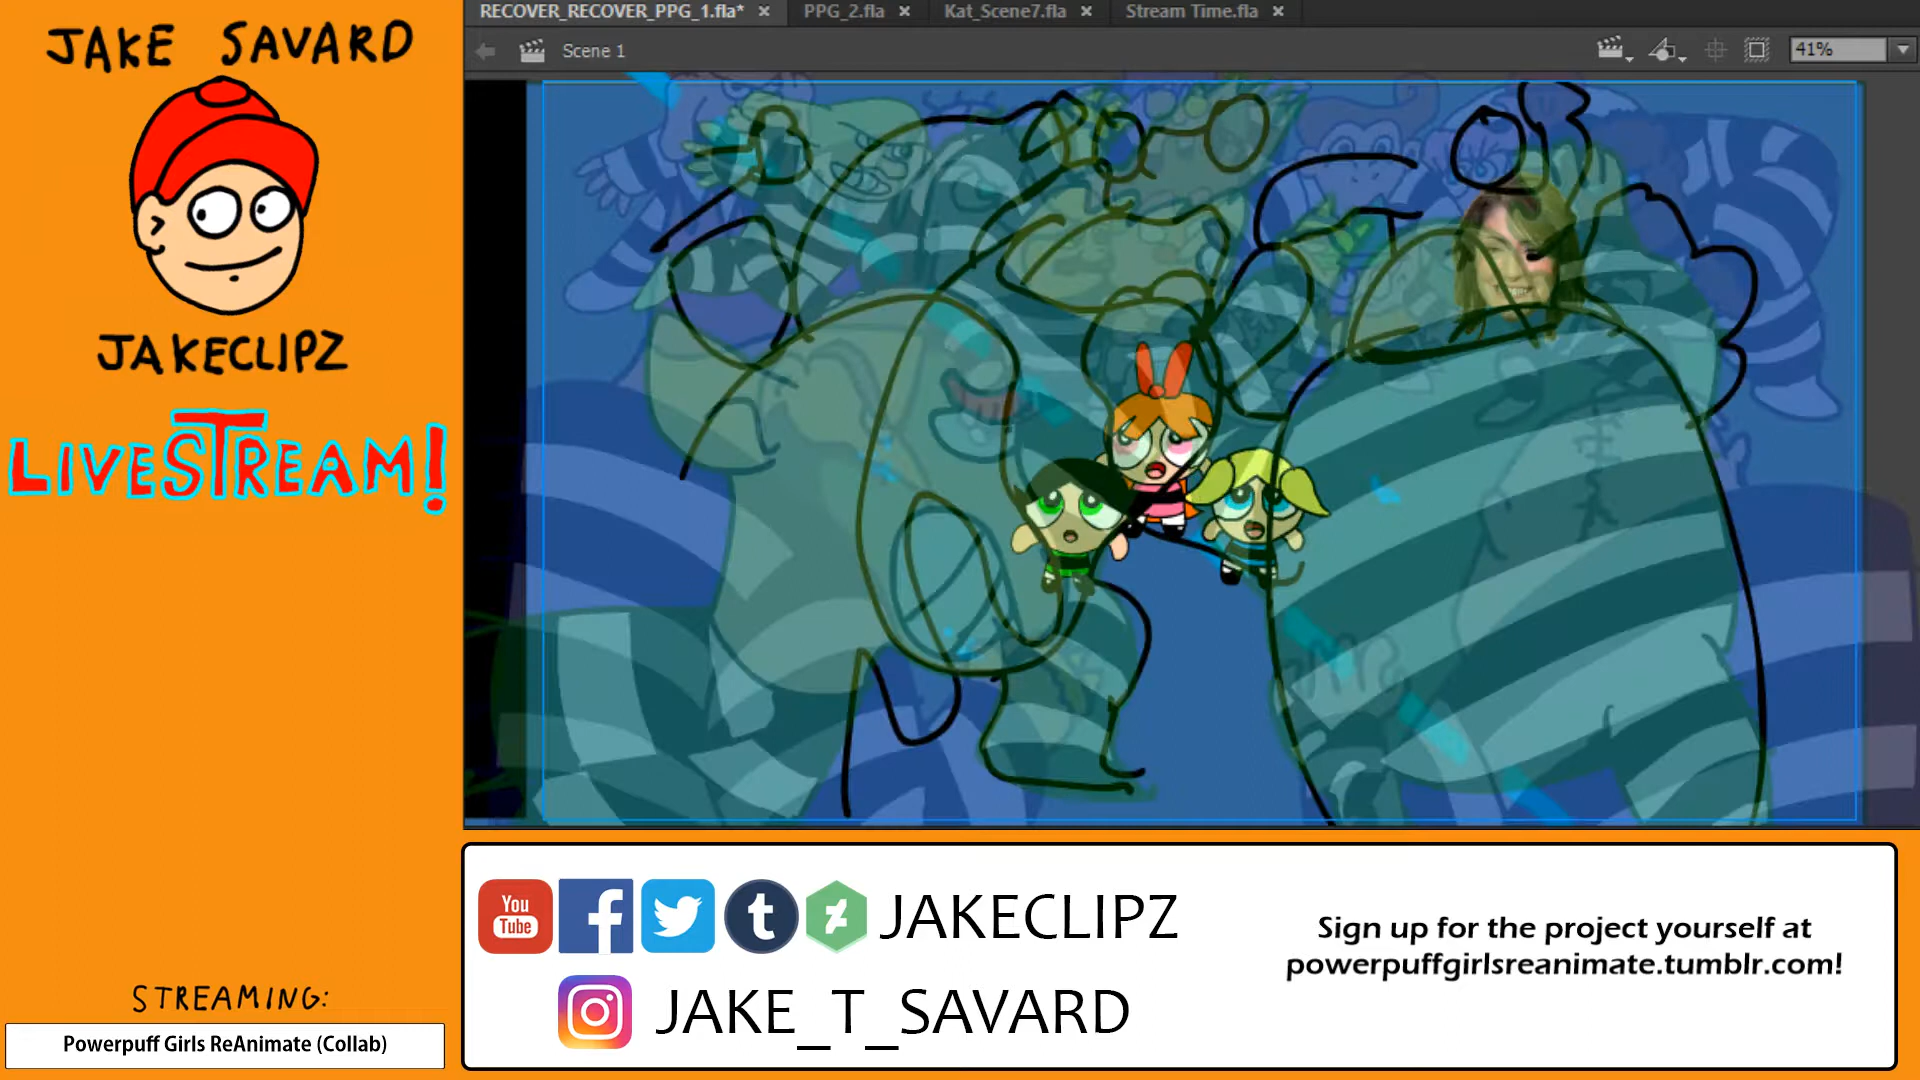 JAKE SAVARD
JAKECLIPZ
LIVESTREAM!
STREAMING:
Powerpuff Girls ReAnimate (Collab)
RECOVER_RECOVER_PPG_1.fla*
PPG_2.fla
Kat_Scene7.fla
Stream Time.fla
Scene 1
41%
You
Tube
JAKECLIPZ
JAKE_T_SAVARD
Sign up for the project yourself at
powerpuffgirlsreanimate.tumblr.com!